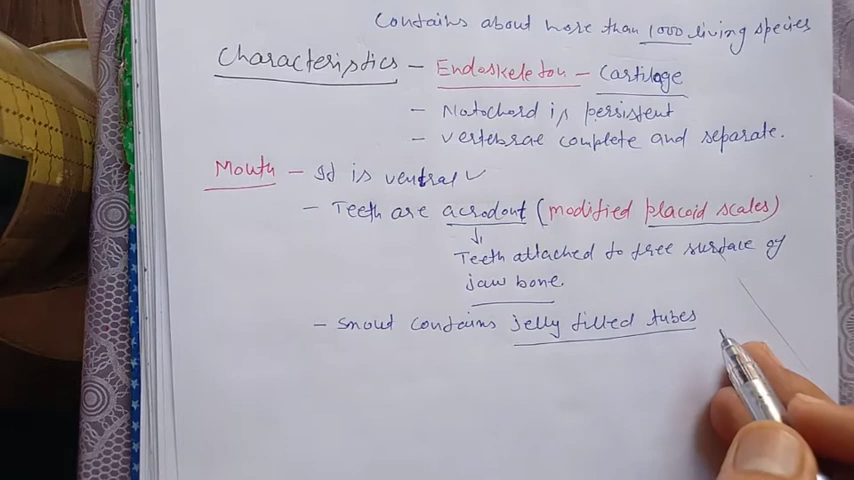 Contains about more than 1000 living species
Characteristics - Endoskeleton - Cartilage
- Notochord is persistent
- vertebrae complete and separate.
Mouth - It is ventral ✓
- Teeth are acrodont (modified placoid scales)
↓
Teeth attached to free surface of
jaw bone.
- snout contains jelly filled tubes